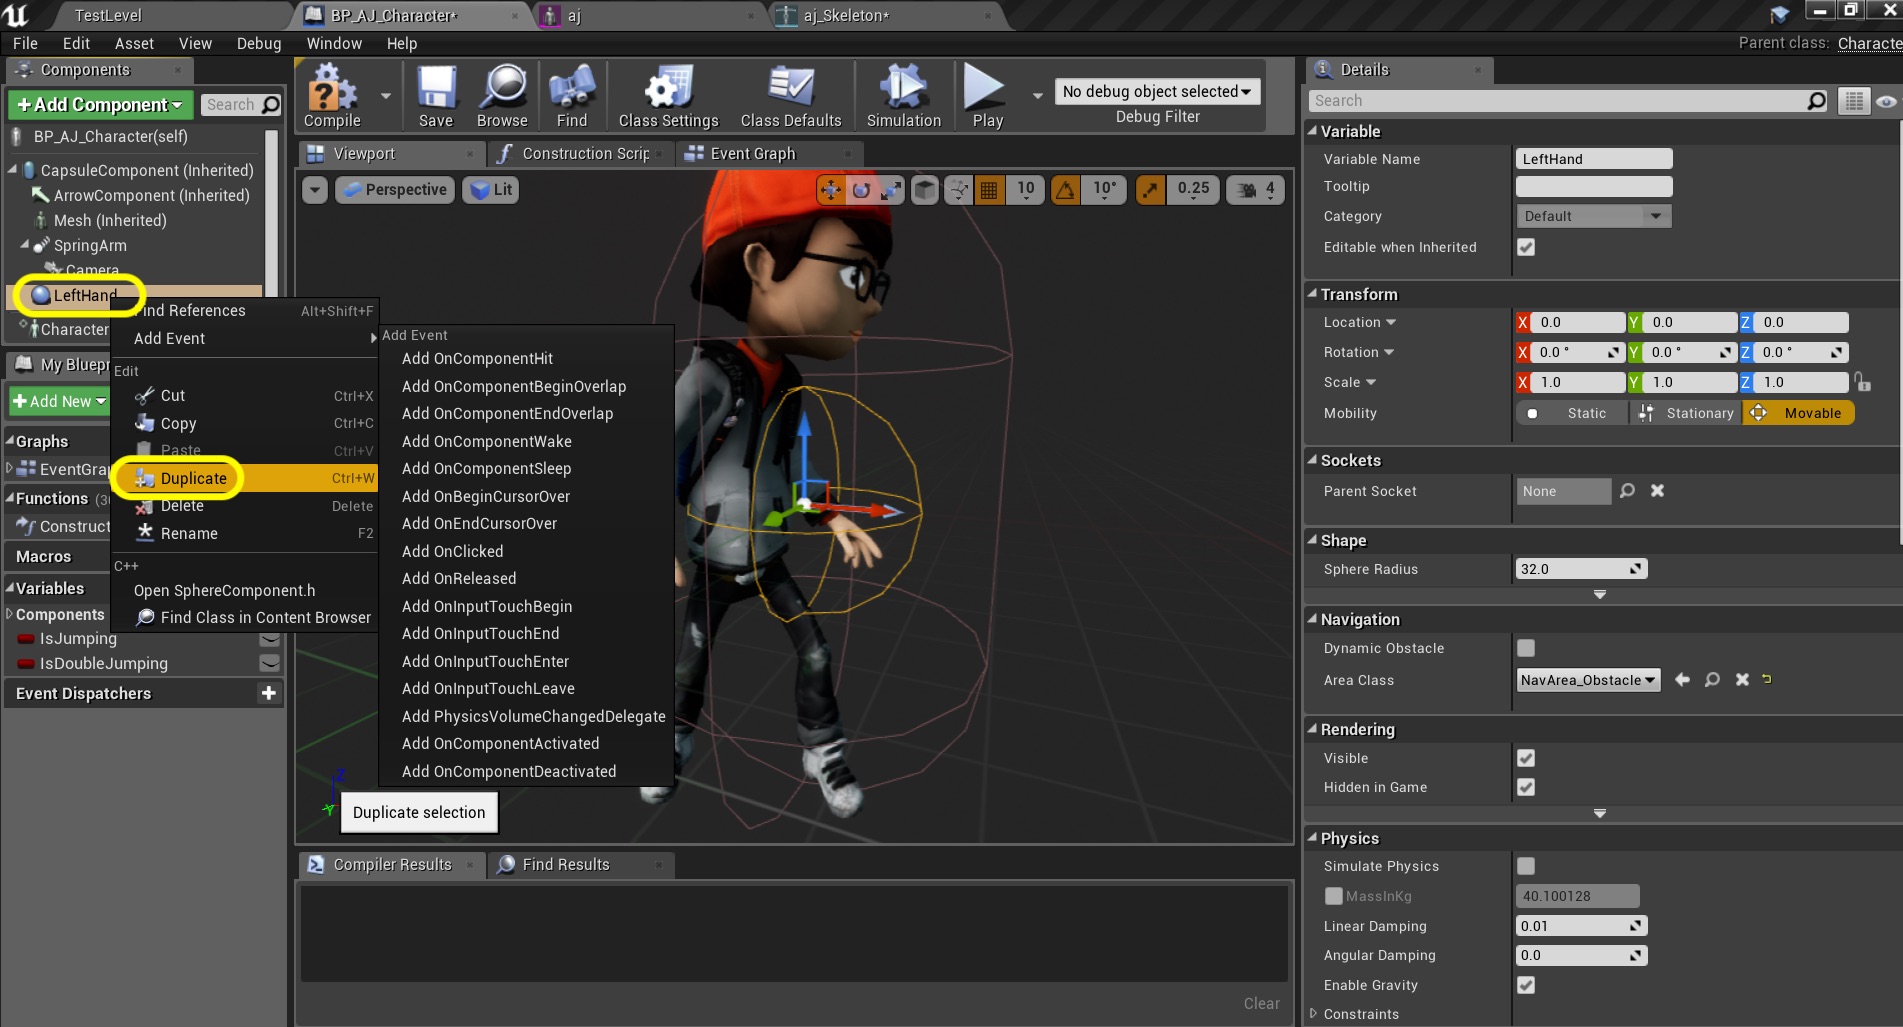 TestLevel
BP_AJ_Character*
aj
aj_Skeleton*
File Edit Asset View Debug Window Help
Parent class: Characte
Components
+Add Component
Search
BP_AJ_Character(self)
CapsuleComponent (Inherited)
ArrowComponent (Inherited)
Mesh (Inherited)
SpringArm
Camera
LeftHand
Character
My Bluepr
+Add New
Graphs
EventGra
Functions (3
Construct
Macros
Variables
Components
IsJumping
IsDoubleJumping
Event Dispatchers
Find References Alt+Shift+F
Add Event
Edit
Cut Ctrl+X
Copy Ctrl+C
Paste Ctrl+V
Duplicate Ctrl+W
Delete Delete
Rename F2
C++
Open SphereComponent.h
Find Class in Content Browser
Add Event
Add OnComponentHit
Add OnComponentBeginOverlap
Add OnComponentEndOverlap
Add OnComponentWake
Add OnComponentSleep
Add OnBeginCursorOver
Add OnEndCursorOver
Add OnClicked
Add OnReleased
Add OnInputTouchBegin
Add OnInputTouchEnd
Add OnInputTouchEnter
Add OnInputTouchLeave
Add PhysicsVolumeChangedDelegate
Add OnComponentActivated
Add OnComponentDeactivated
Duplicate selection
Compile
Save
Browse
Find
Class Settings
Class Defaults
Simulation
Play
No debug object selected
Debug Filter
Viewport
Construction Scrip
Event Graph
Perspective
Lit
10
10°
0.25
4
Z
Y
Compiler Results
Find Results
Clear
Details
Search
Variable
Variable Name LeftHand
Tooltip
Category Default
Editable when Inherited
Transform
Location X 0.0 Y 0.0 Z 0.0
Rotation X 0.0 ° Y 0.0 ° Z 0.0 °
Scale X 1.0 Y 1.0 Z 1.0
Mobility Static Stationary Movable
Sockets
Parent Socket None
Shape
Sphere Radius 32.0
Navigation
Dynamic Obstacle
Area Class NavArea_Obstacle
Rendering
Visible
Hidden in Game
Physics
Simulate Physics
MassInKg 40.100128
Linear Damping 0.01
Angular Damping 0.0
Enable Gravity
Constraints